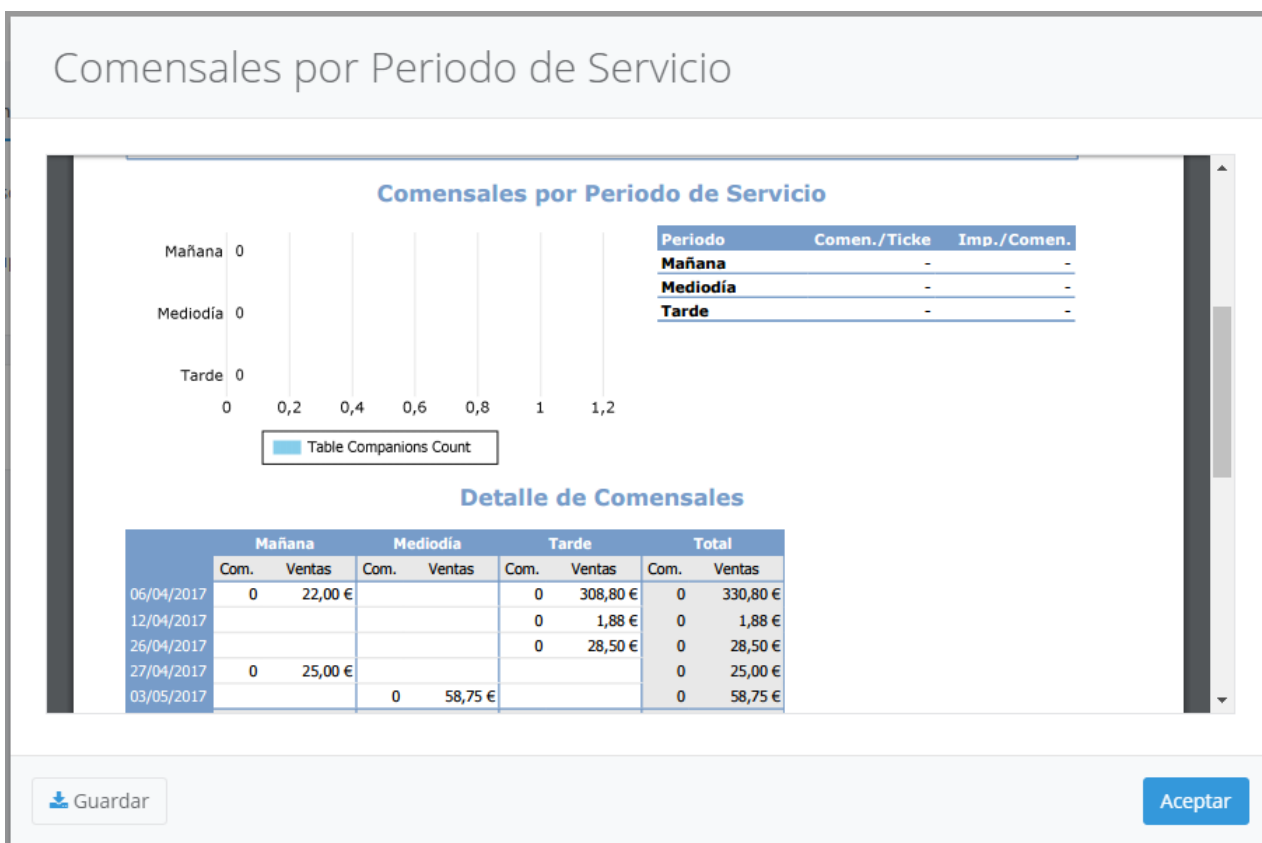 Comensales por Periodo de Servicio
Comensales por Periodo de Servicio
Mañana 0
Mediodía 0
Tarde 0
0 0,2 0,4 0,6 0,8 1 1,2
Table Companions Count
Periodo Comen./Ticke Imp./Comen.
Mañana - -
Mediodía - -
Tarde - -
Detalle de Comensales
Mañana Mediodía Tarde Total
Com. Ventas Com. Ventas Com. Ventas Com. Ventas
06/04/2017 0 22,00 € 0 308,80 € 0 330,80 €
12/04/2017 0 1,88 € 0 1,88 €
26/04/2017 0 28,50 € 0 28,50 €
27/04/2017 0 25,00 € 0 25,00 €
03/05/2017 0 58,75 € 0 58,75 €
Guardar
Aceptar